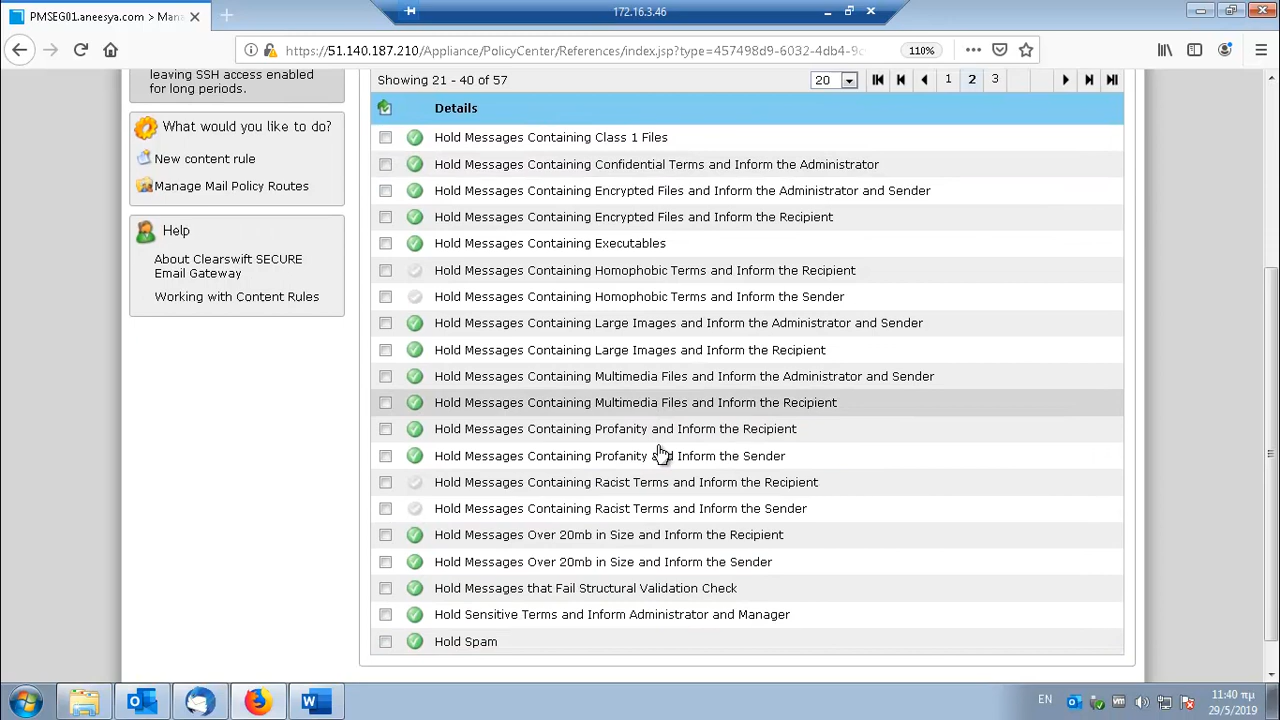 172.16.3.46
PMSEG01.aneesya.com > Mana
https://51.140.187.210/Appliance/PolicyCenter/References/index.jsp?type=457498d9-6032-4db4-9
110%
leaving SSH access enabled
for long periods.
What would you like to do?
New content rule
Manage Mail Policy Routes
Help
About Clearswift SECURE
Email Gateway
Working with Content Rules
Showing 21 - 40 of 57
20
1
2
3
Details
Hold Messages Containing Class 1 Files
Hold Messages Containing Confidential Terms and Inform the Administrator
Hold Messages Containing Encrypted Files and Inform the Administrator and Sender
Hold Messages Containing Encrypted Files and Inform the Recipient
Hold Messages Containing Executables
Hold Messages Containing Homophobic Terms and Inform the Recipient
Hold Messages Containing Homophobic Terms and Inform the Sender
Hold Messages Containing Large Images and Inform the Administrator and Sender
Hold Messages Containing Large Images and Inform the Recipient
Hold Messages Containing Multimedia Files and Inform the Administrator and Sender
Hold Messages Containing Multimedia Files and Inform the Recipient
Hold Messages Containing Profanity and Inform the Recipient
Hold Messages Containing Profanity and Inform the Sender
Hold Messages Containing Racist Terms and Inform the Recipient
Hold Messages Containing Racist Terms and Inform the Sender
Hold Messages Over 20mb in Size and Inform the Recipient
Hold Messages Over 20mb in Size and Inform the Sender
Hold Messages that Fail Structural Validation Check
Hold Sensitive Terms and Inform Administrator and Manager
Hold Spam
EN
11:40 πμ
29/5/2019